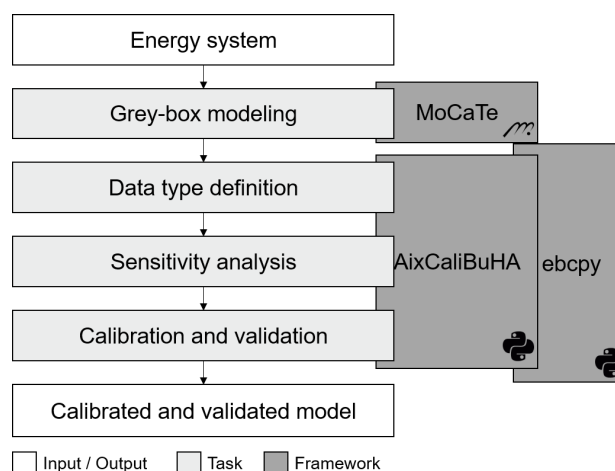 Energy system
Grey-box modeling
MoCaTe
Data type definition
Sensitivity analysis
AixCaliBuHA
ebcpy
Calibration and validation
Calibrated and validated model
Input / Output
Task
Framework